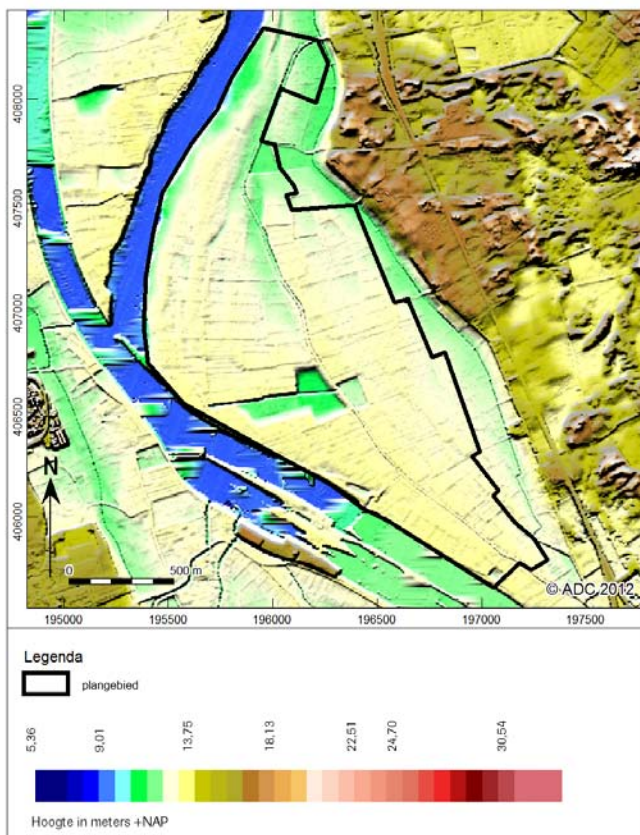 408000
407500
407000
406500
406000
N
0 500 m
© ADC 2012
195000 195500 196000 196500 197000 197500
Legenda
plangebied
5.36 9.01 13.75 18.13 22.51 24.70 30.54
Hoogte in meters +NAP